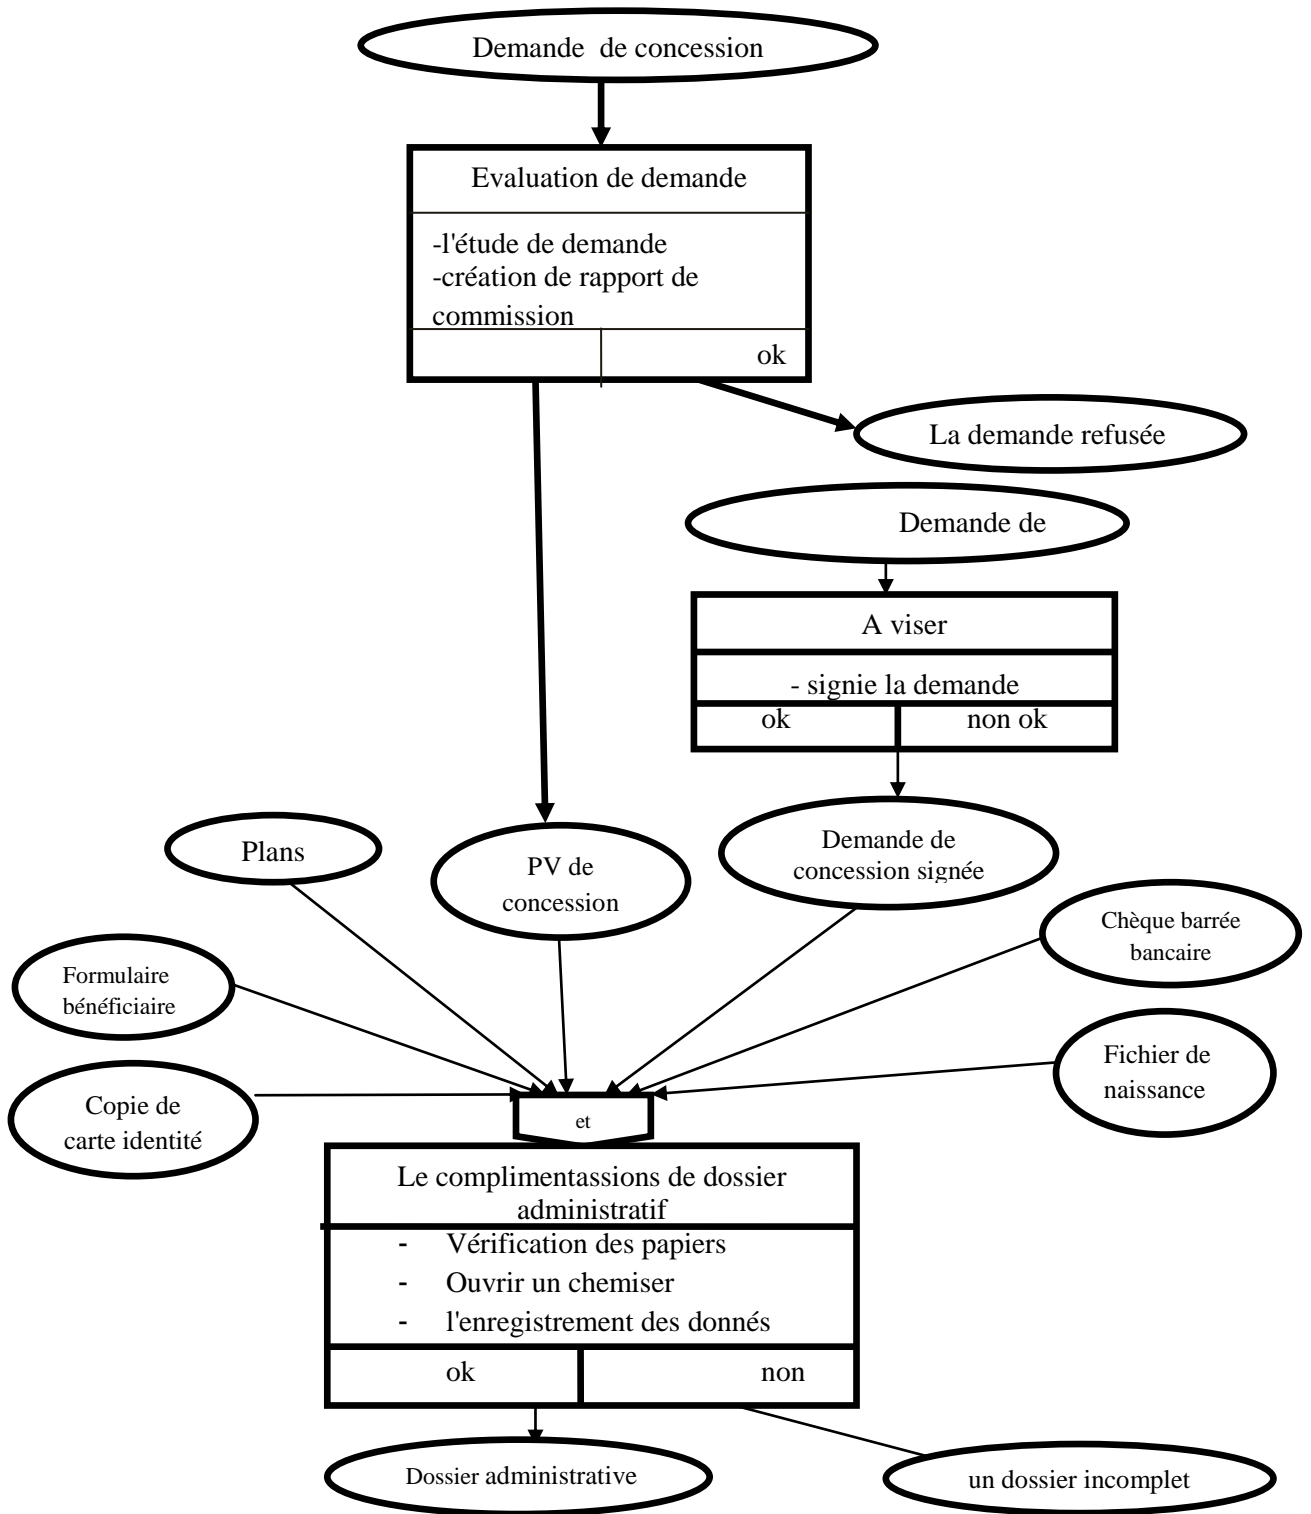 Demande de concession
Evaluation de demande
-l'étude de demande
-création de rapport de
commission
ok
La demande refusée
Demande de
A viser
- signie la demande
ok non ok
Plans
PV de
concession
Demande de
concession signée
Chèque barrée
bancaire
Formulaire
bénéficiaire
Fichier de
naissance
Copie de
carte identité
et
Le complimentassions de dossier
administratif
- Vérification des papiers
- Ouvrir un chemiser
- l'enregistrement des donnés
ok non
Dossier administrative
un dossier incomplet